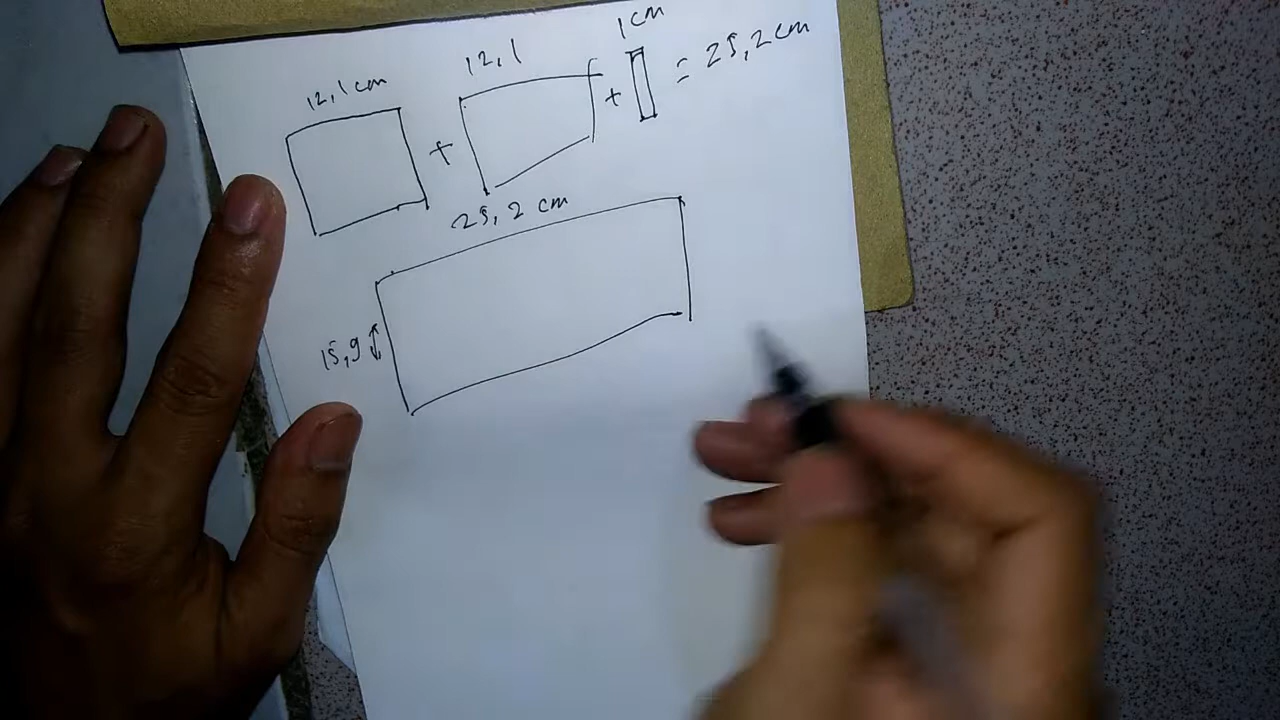 12,1 cm + 12,1 + 1 cm = 25,2 cm
25,2 cm
15,9